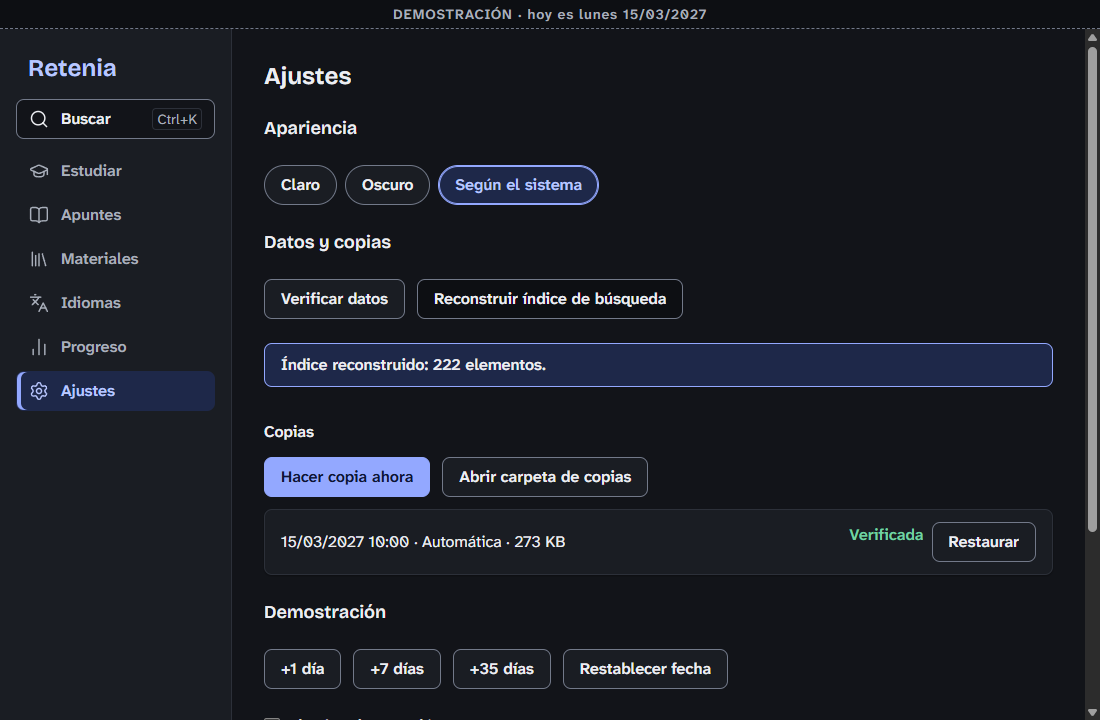 DEMOSTRACIÓN · hoy es lunes 15/03/2027
Retenia
Buscar Ctrl+K
Estudiar
Apuntes
Materiales
Idiomas
Progreso
Ajustes
Ajustes
Apariencia
Claro Oscuro Según el sistema
Datos y copias
Verificar datos Reconstruir índice de búsqueda
Índice reconstruido: 222 elementos.
Copias
Hacer copia ahora Abrir carpeta de copias
15/03/2027 10:00 · Automática · 273 KB Verificada Restaurar
Demostración
+1 día +7 días +35 días Restablecer fecha